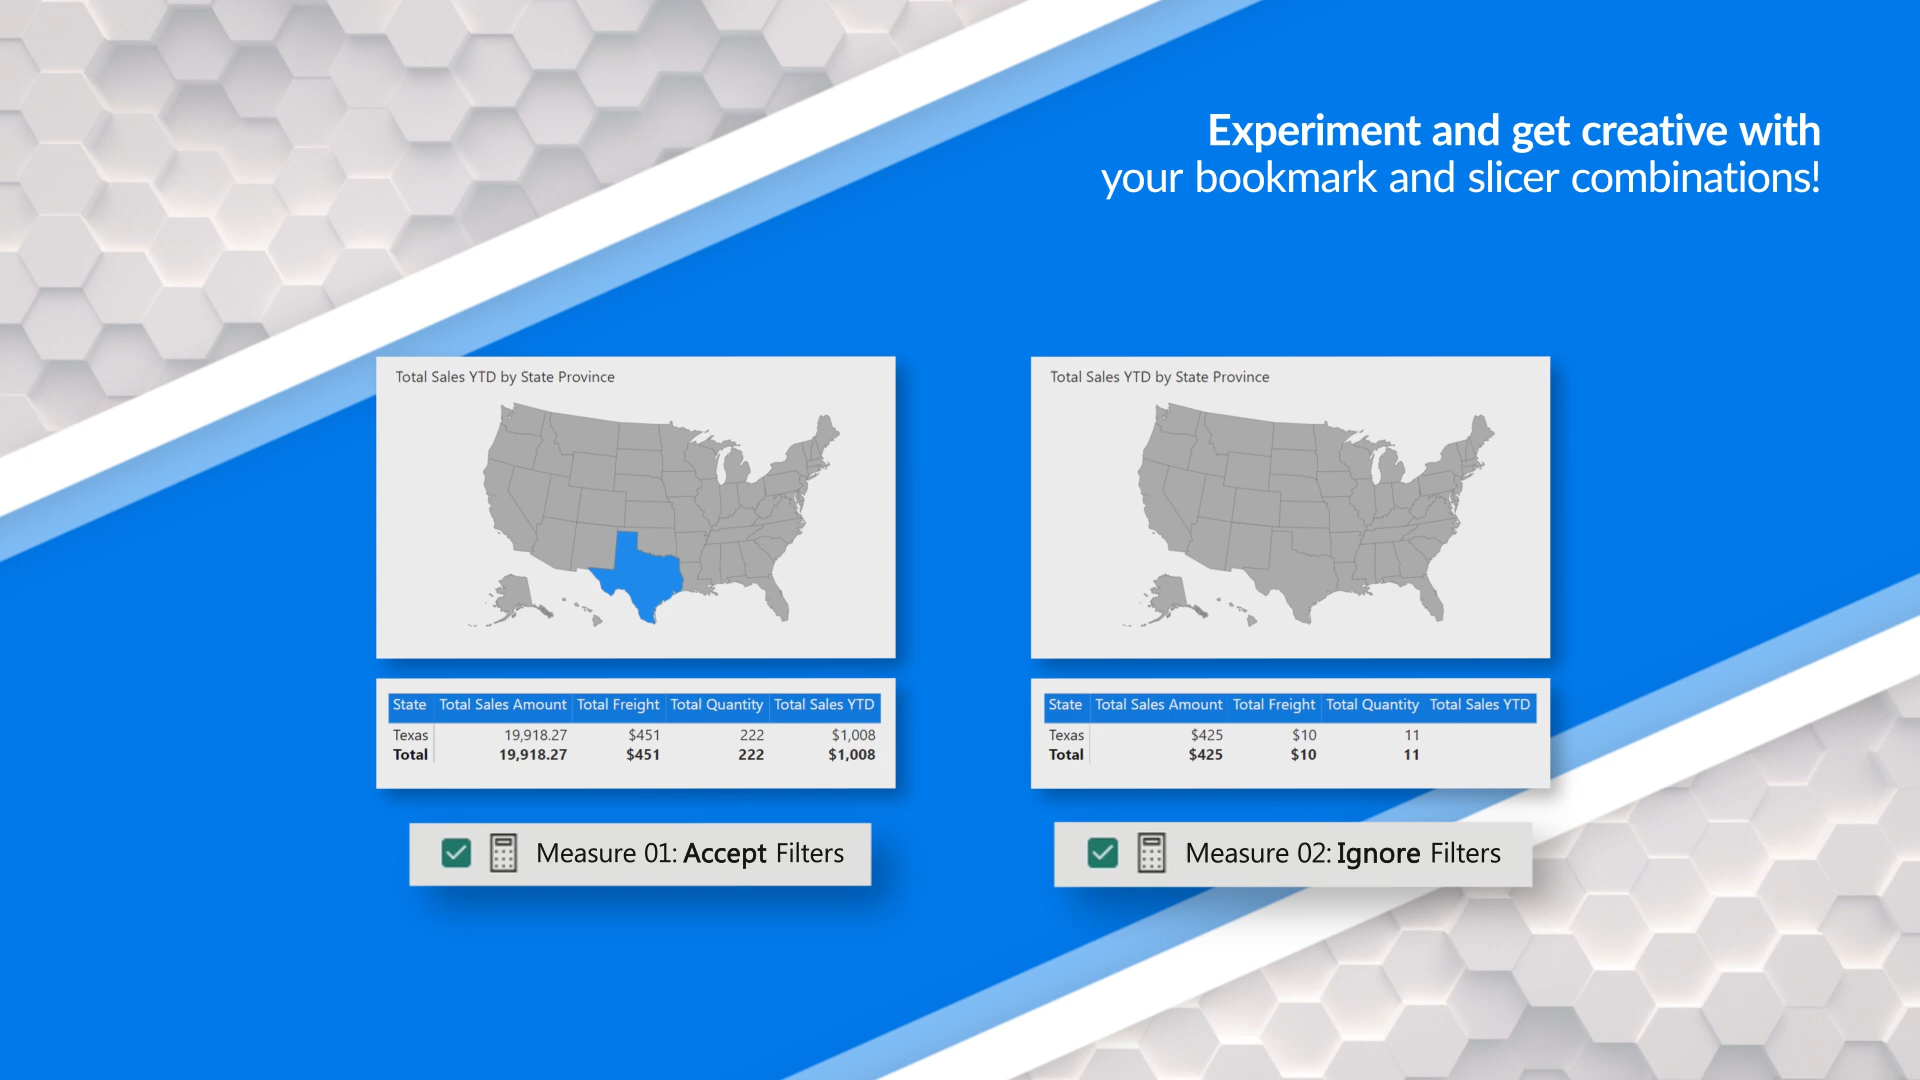 Experiment and get creative with
your bookmark and slicer combinations!
Total Sales YTD by State Province
State Total Sales Amount Total Freight Total Quantity Total Sales YTD
Texas 19,918.27 $451 222 $1,008
Total 19,918.27 $451 222 $1,008
Measure 01: Accept Filters
Total Sales YTD by State Province
State Total Sales Amount Total Freight Total Quantity Total Sales YTD
Texas $425 $10 11
Total $425 $10 11
Measure 02: Ignore Filters